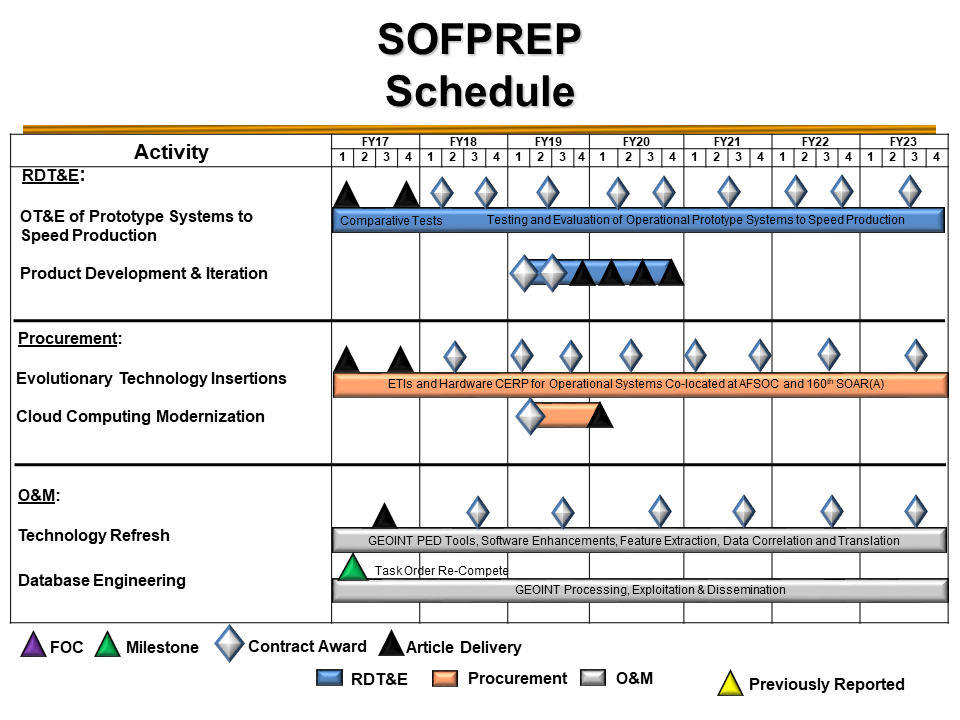 SOFPREP
Schedule
Activity
FY17 FY18 FY19 FY20 FY21 FY22 FY23
1 2 3 4 1 2 3 4 1 2 3 4 1 2 3 4 1 2 3 4 1 2 3 4 1 2 3 4
RDT&E:
OT&E of Prototype Systems to
Speed Production
Comparative Tests Testing and Evaluation of Operational Prototype Systems to Speed Production
Product Development & Iteration
Procurement:
Evolutionary Technology Insertions
ETIs and Hardware CERP for Operational Systems Co-located at AFSOC and 160th SOAR(A)
Cloud Computing Modernization
O&M:
Technology Refresh
GEOINT PED Tools, Software Enhancements, Feature Extraction, Data Correlation and Translation
Task Order Re-Compete
Database Engineering
GEOINT Processing, Exploitation & Dissemination
FOC Milestone Contract Award Article Delivery
RDT&E Procurement O&M Previously Reported